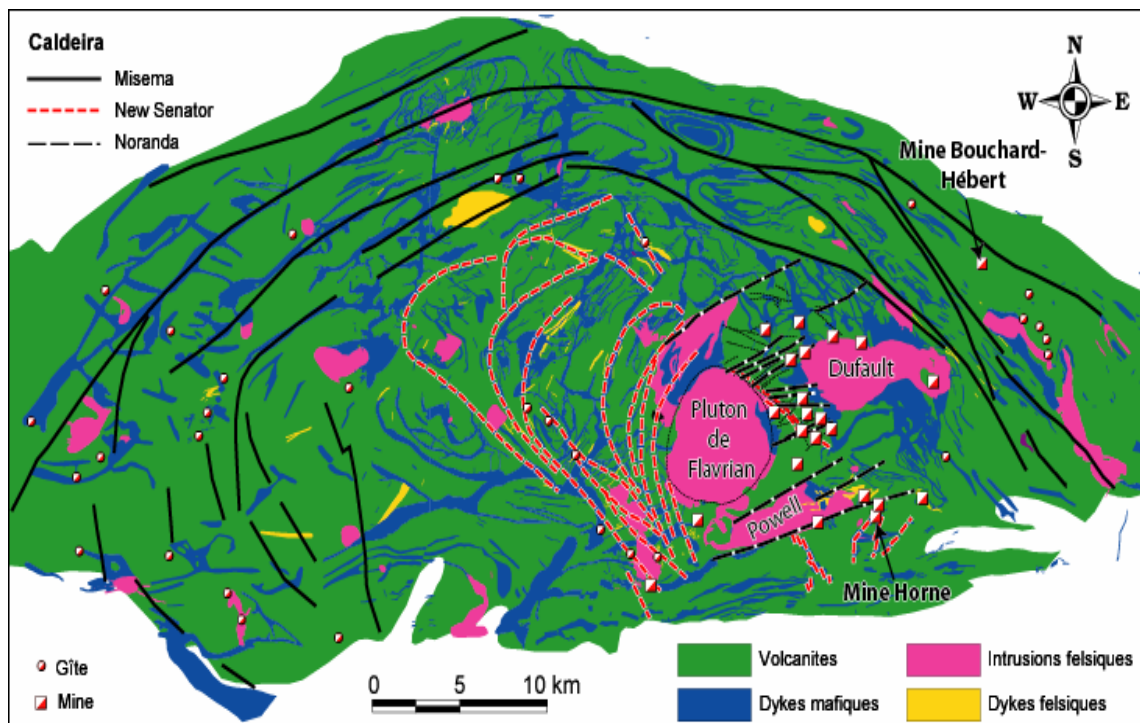 Caldeira
Misema
New Senator
Noranda
N
W
E
S
Mine Bouchard-
Hébert
Dufault
Pluton
de
Flavrian
Powell
Mine Horne
Gîte
Mine
0 5 10 km
Volcanites
Dykes mafiques
Intrusions felsiques
Dykes felsiques